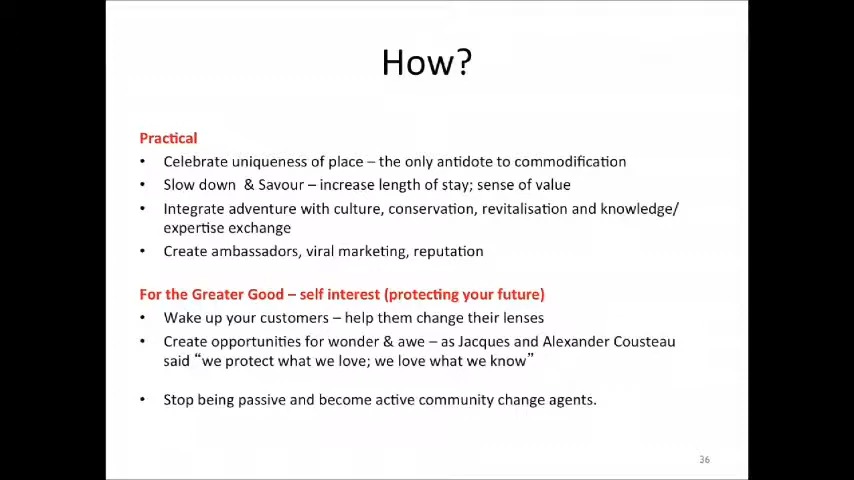 How?
Practical
• Celebrate uniqueness of place – the only antidote to commodification
• Slow down  & Savour – increase length of stay; sense of value
• Integrate adventure with culture, conservation, revitalisation and knowledge/
expertise exchange
• Create ambassadors, viral marketing, reputation
For the Greater Good – self interest (protecting your future)
• Wake up your customers – help them change their lenses
• Create opportunities for wonder & awe – as Jacques and Alexander Cousteau
said “we protect what we love; we love what we know”
• Stop being passive and become active community change agents.
36